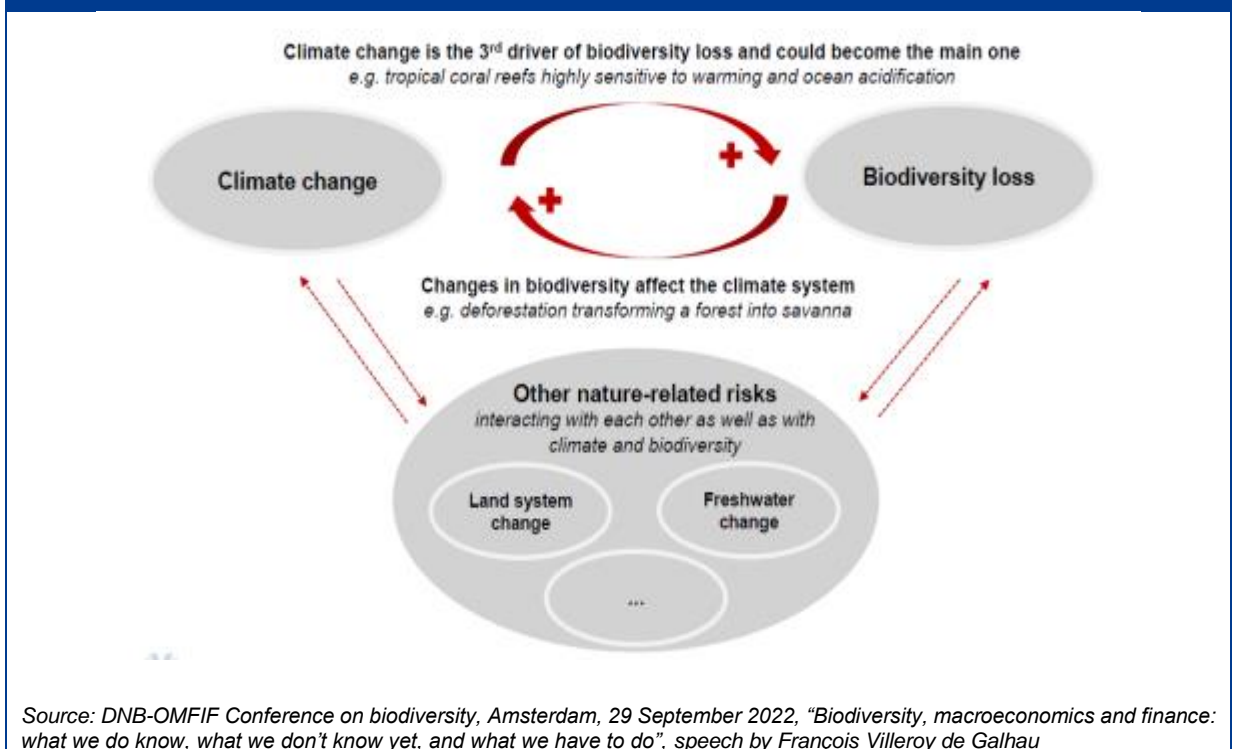 Climate change is the 3rd driver of biodiversity loss and could become the main one
e.g. tropical coral reefs highly sensitive to warming and ocean acidification
Climate change
Biodiversity loss
Changes in biodiversity affect the climate system
e.g. deforestation transforming a forest into savanna
Other nature-related risks
interacting with each other as well as with
climate and biodiversity
Land system
change
Freshwater
change
...
Source: DNB-OMFIF Conference on biodiversity, Amsterdam, 29 September 2022, “Biodiversity, macroeconomics and finance:
what we do know, what we don’t know yet, and what we have to do”, speech by François Villeroy de Galhau